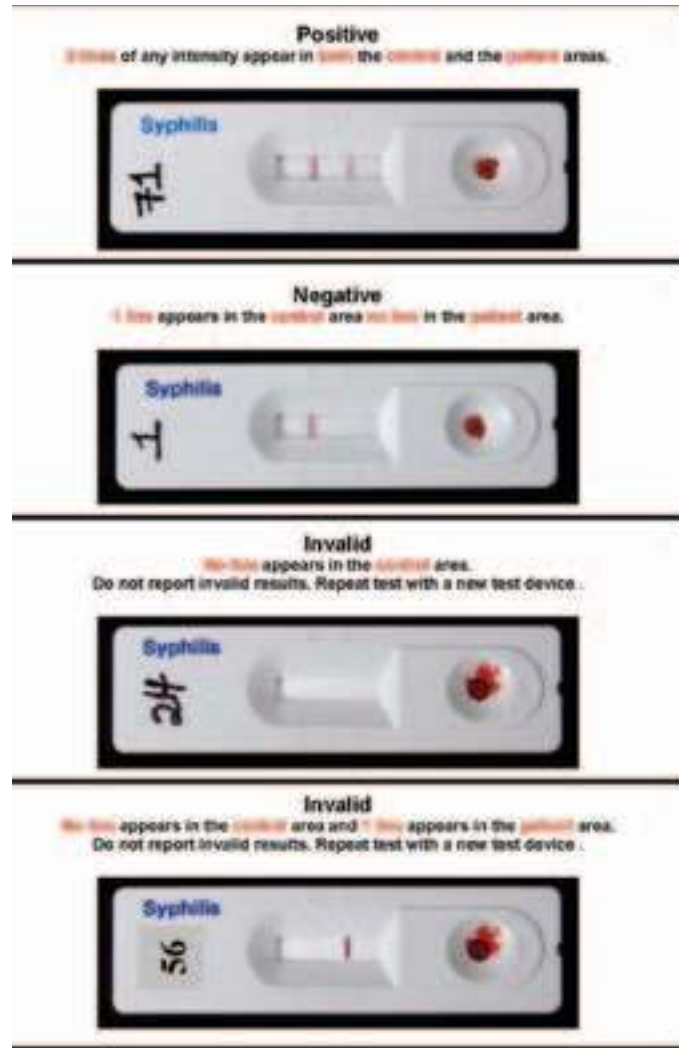 Positive
2 lines of any intensity appear in both the control and the patient areas.
Syphilis
71
Negative
1 line appears in the control area no line in the patient area.
Syphilis
1
Invalid
No line appears in the control area.
Do not report invalid results. Repeat test with a new test device .
Syphilis
24
Invalid
No line appears in the control area and 1 line appears in the patient area.
Do not report invalid results. Repeat test with a new test device .
Syphilis
56